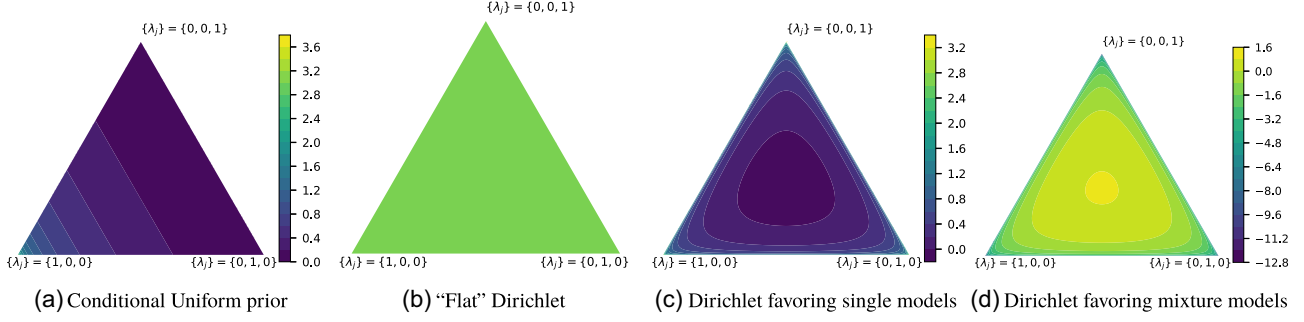 {λj} = {0, 0, 1}
3.6
3.2
2.8
2.4
2.0
1.6
1.2
0.8
0.4
0.0
{λj} = {1, 0, 0}
{λj} = {0, 1, 0}
(a) Conditional Uniform prior
{λj} = {0, 0, 1}
{λj} = {1, 0, 0}
{λj} = {0, 1, 0}
(b) “Flat” Dirichlet
{λj} = {0, 0, 1}
3.2
2.8
2.4
2.0
1.6
1.2
0.8
0.4
0.0
{λj} = {1, 0, 0}
{λj} = {0, 1, 0}
(c) Dirichlet favoring single models
{λj} = {0, 0, 1}
1.6
0.0
−1.6
−3.2
−4.8
−6.4
−8.0
−9.6
−11.2
−12.8
{λj} = {1, 0, 0}
{λj} = {0, 1, 0}
(d) Dirichlet favoring mixture models